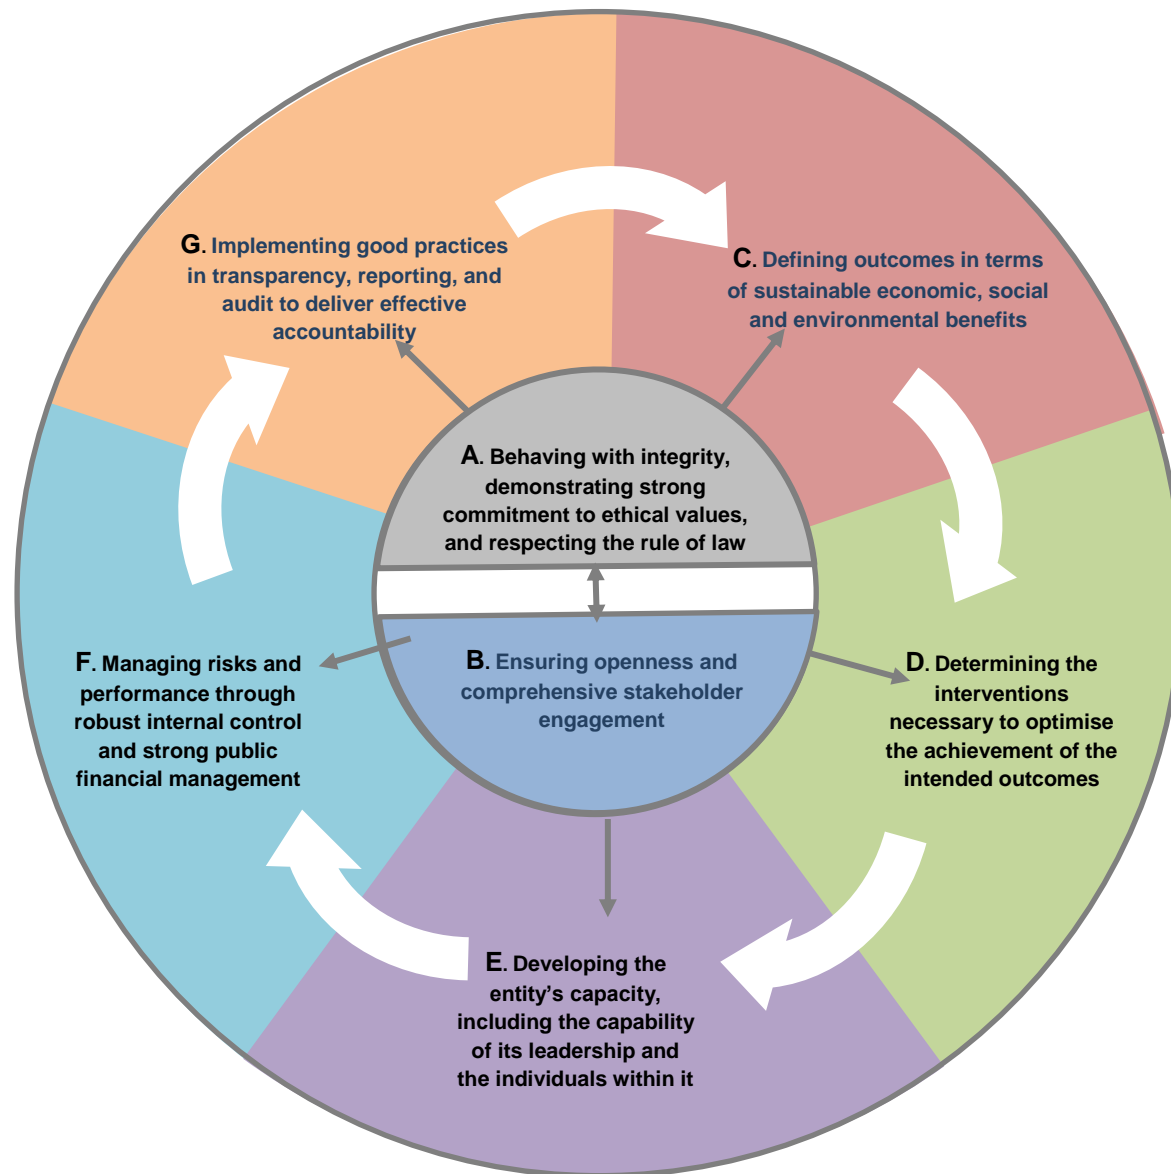 G. Implementing good practices
in transparency, reporting, and
audit to deliver effective
accountability
C. Defining outcomes in terms
of sustainable economic, social
and environmental benefits
A. Behaving with integrity,
demonstrating strong
commitment to ethical values,
and respecting the rule of law
B. Ensuring openness and
comprehensive stakeholder
engagement
F. Managing risks and
performance through
robust internal control
and strong public
financial management
D. Determining the
interventions
necessary to optimise
the achievement of the
intended outcomes
E. Developing the
entity’s capacity,
including the capability
of its leadership and
the individuals within it